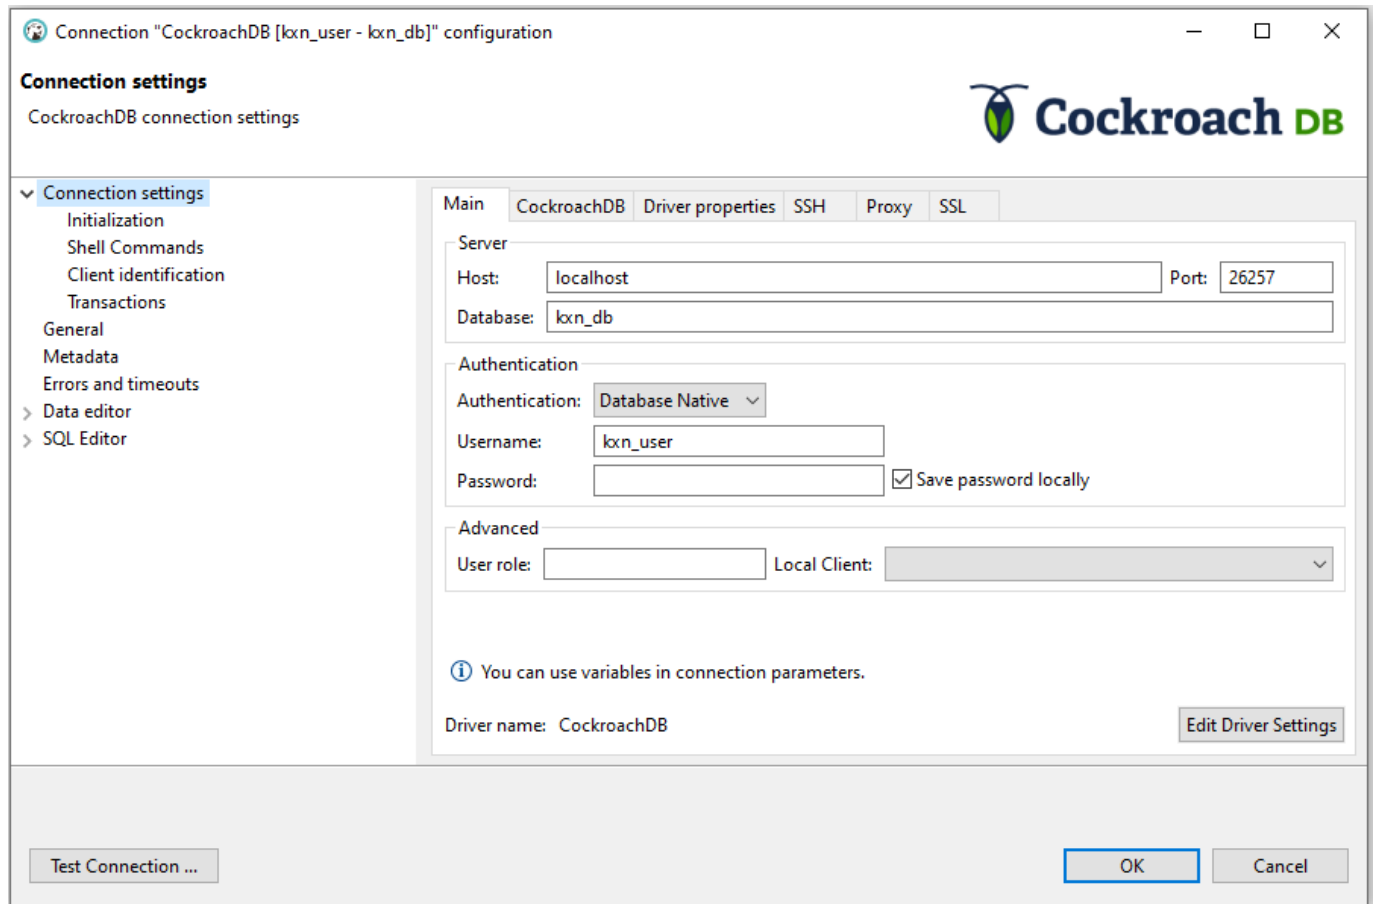 Connection "CockroachDB [kxn_user - kxn_db]" configuration
Connection settings
CockroachDB connection settings
Cockroach DB
Connection settings
Initialization
Shell Commands
Client identification
Transactions
General
Metadata
Errors and timeouts
Data editor
SQL Editor
Main CockroachDB Driver properties SSH Proxy SSL
Server
Host: localhost Port: 26257
Database: kxn_db
Authentication
Authentication: Database Native
Username: kxn_user
Password: Save password locally
Advanced
User role: Local Client:
You can use variables in connection parameters.
Driver name: CockroachDB Edit Driver Settings
Test Connection ... OK Cancel